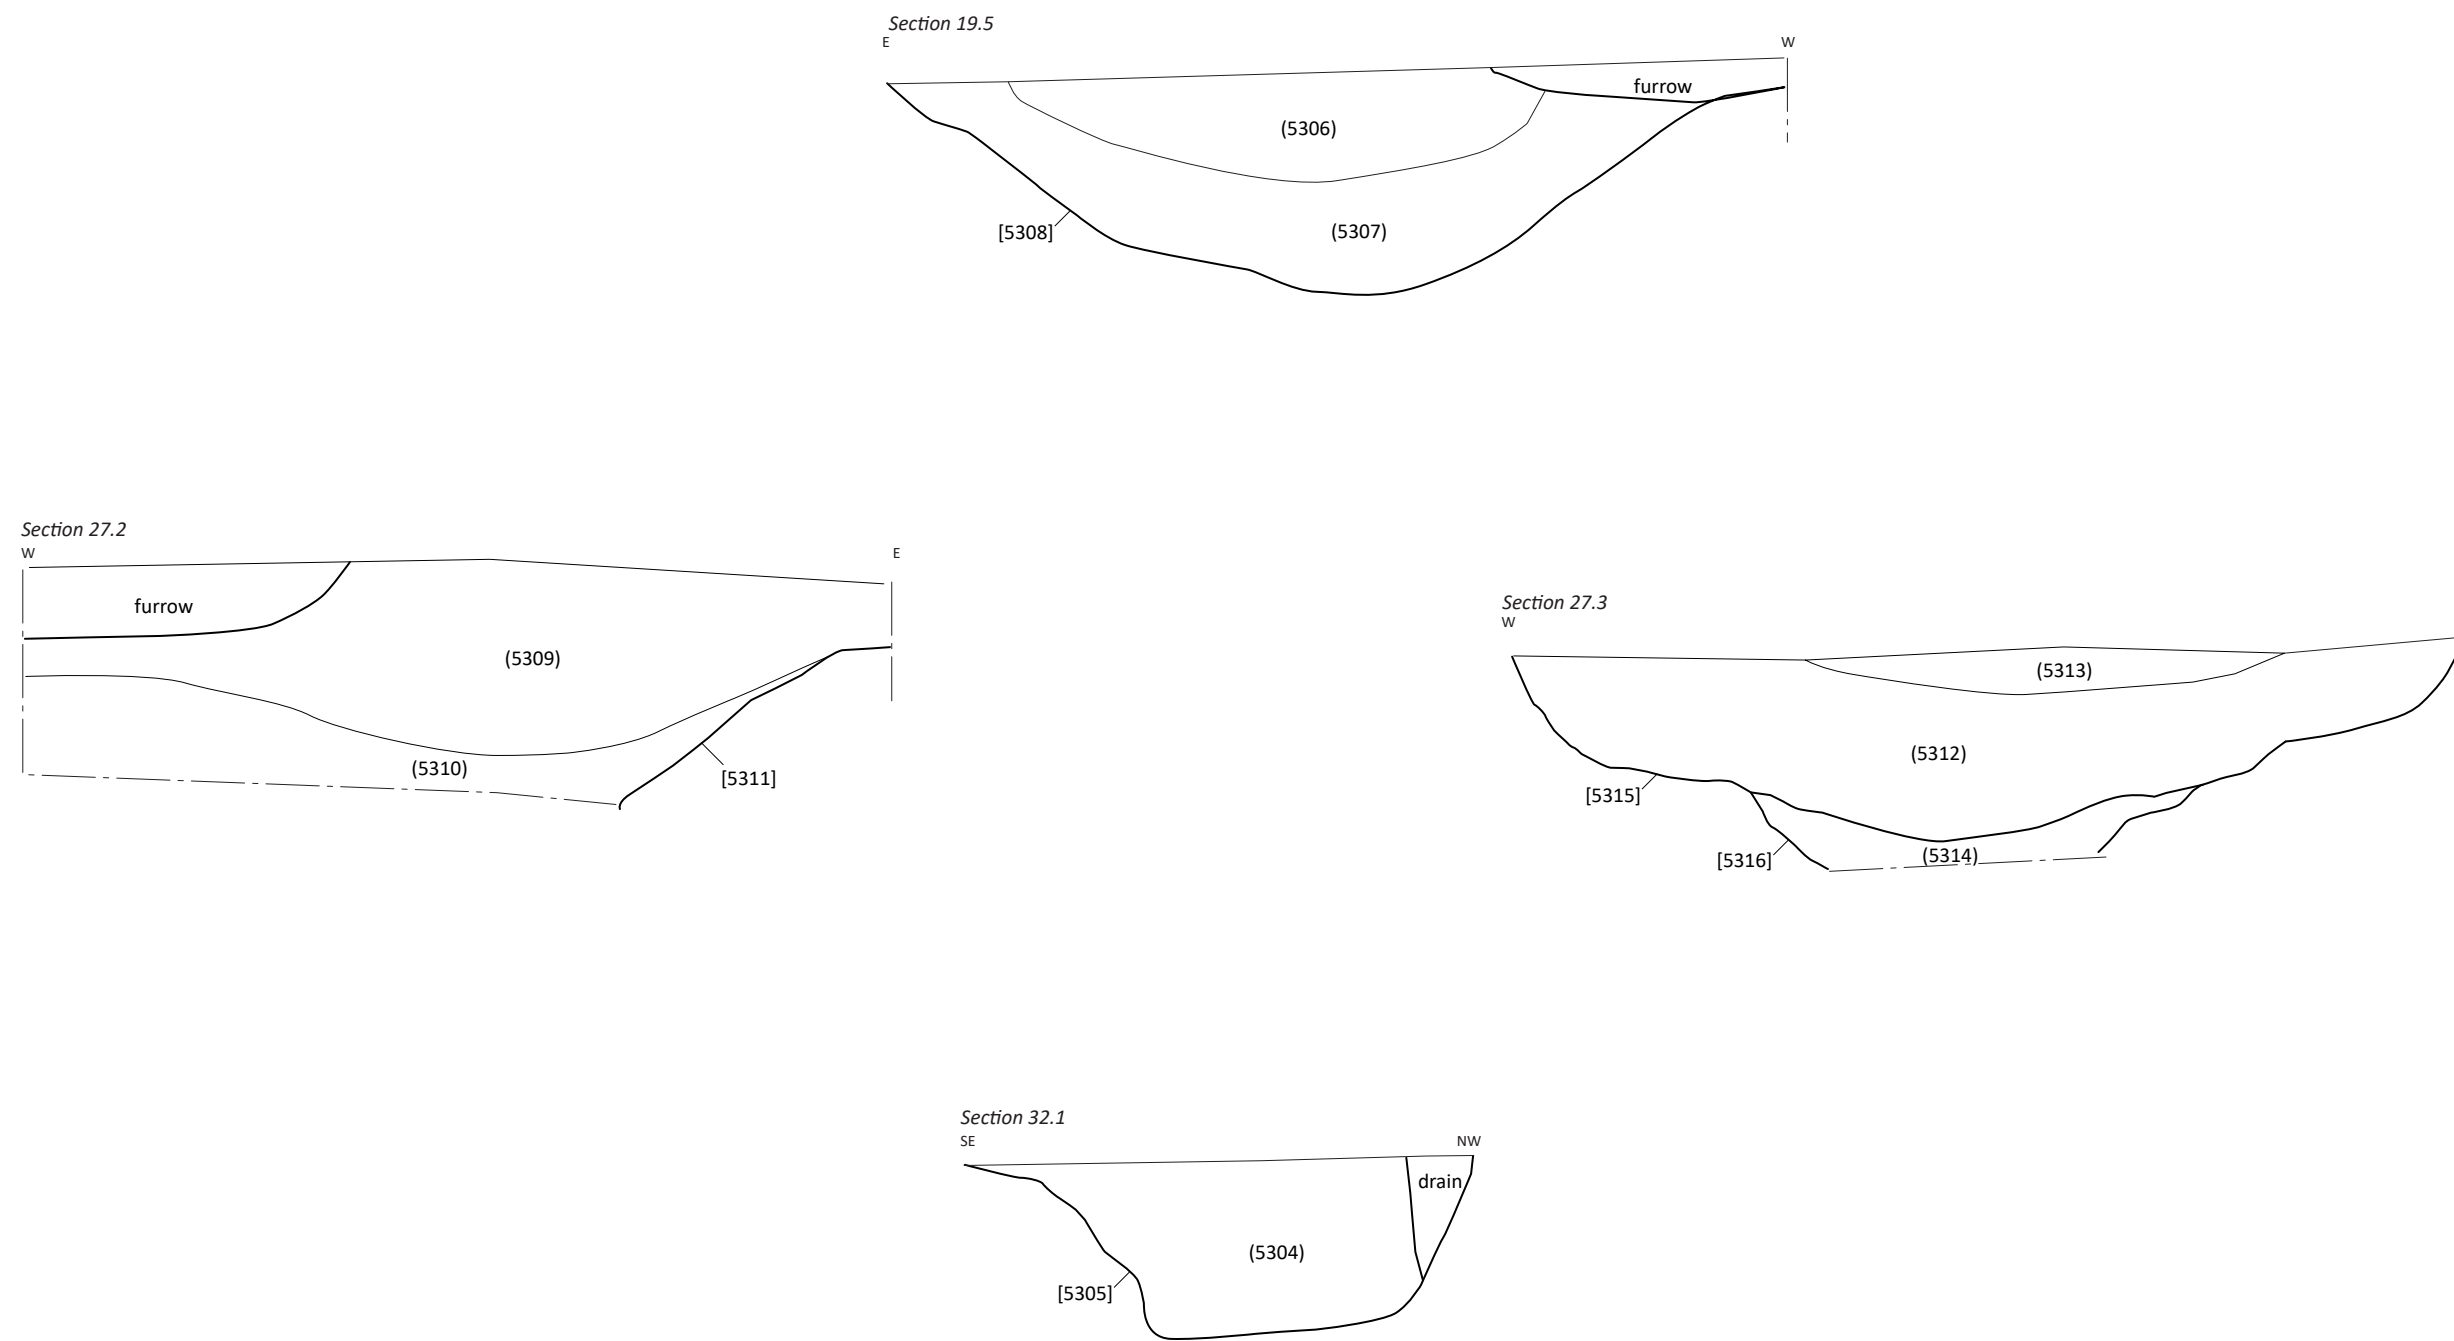 Section 19.5
E
W
furrow
(5306)
[5308]
(5307)
Section 27.2
W
E
furrow
(5309)
(5310)
[5311]
Section 27.3
W
(5313)
(5312)
[5315]
[5316]
(5314)
Section 32.1
SE
NW
drain
(5304)
[5305]